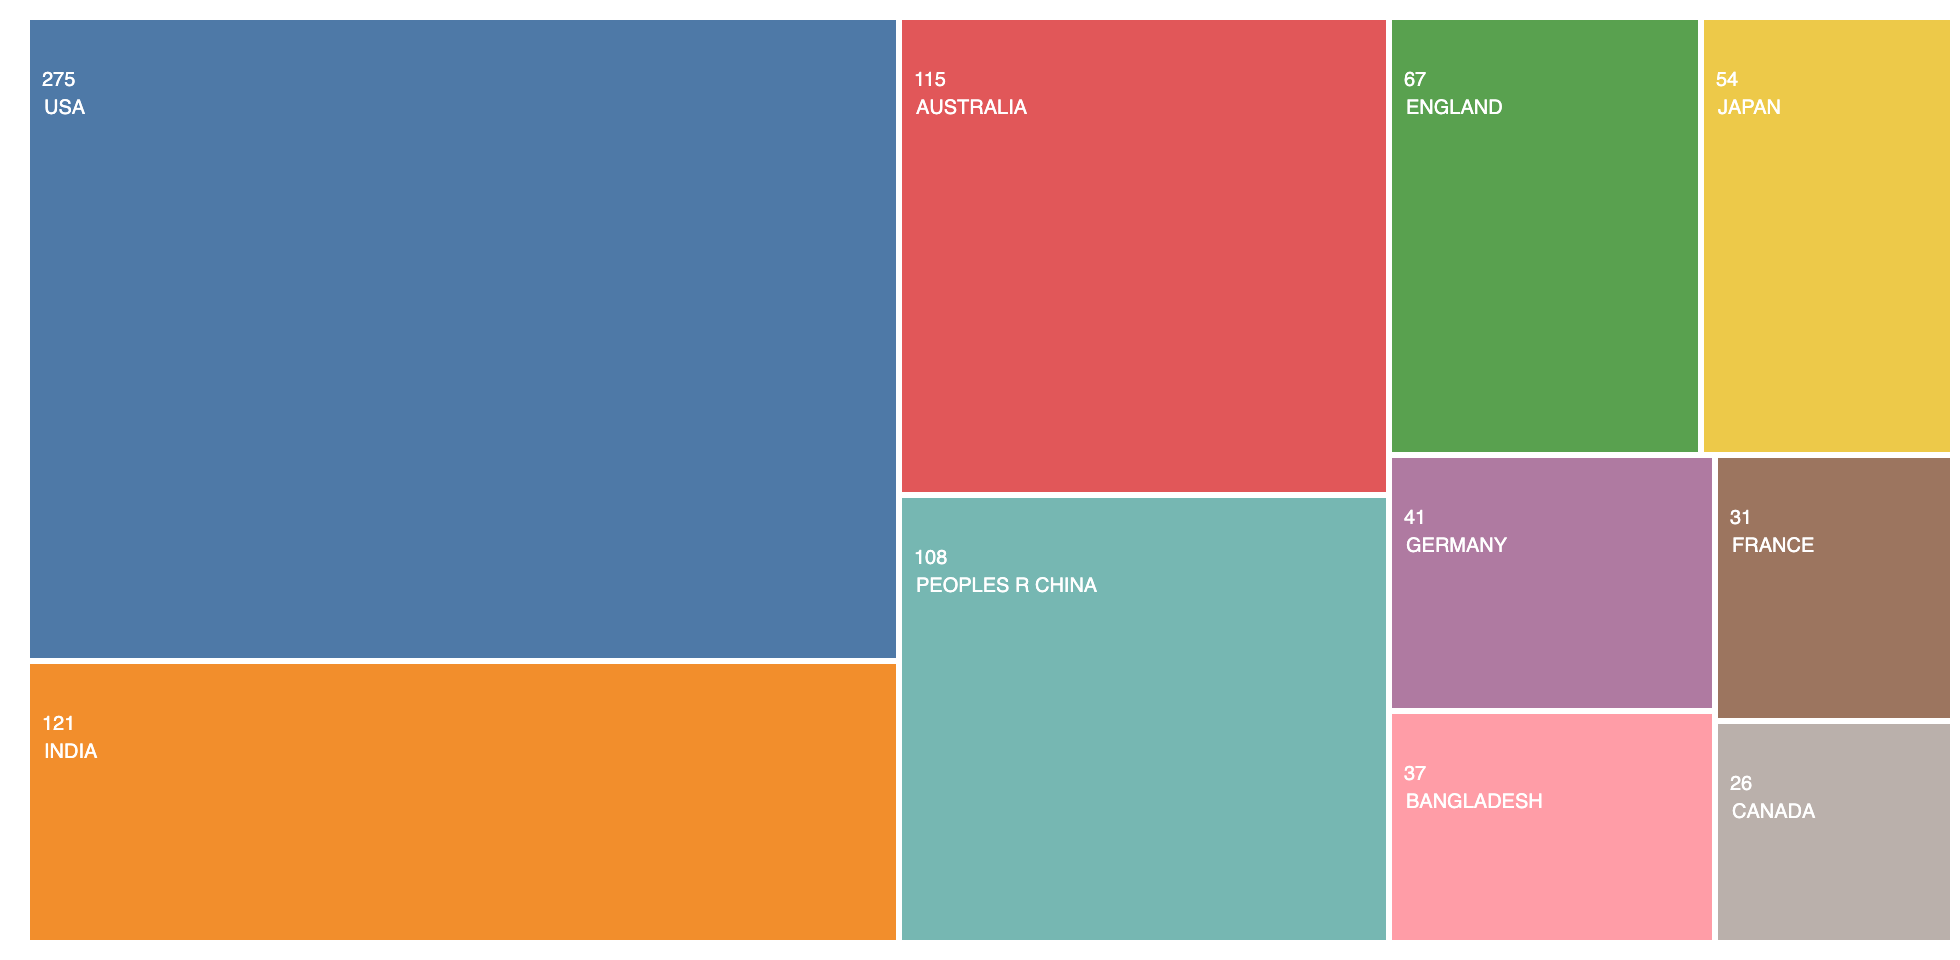 275
USA
121
INDIA
115
AUSTRALIA
108
PEOPLES R CHINA
67
ENGLAND
54
JAPAN
41
GERMANY
37
BANGLADESH
31
FRANCE
26
CANADA